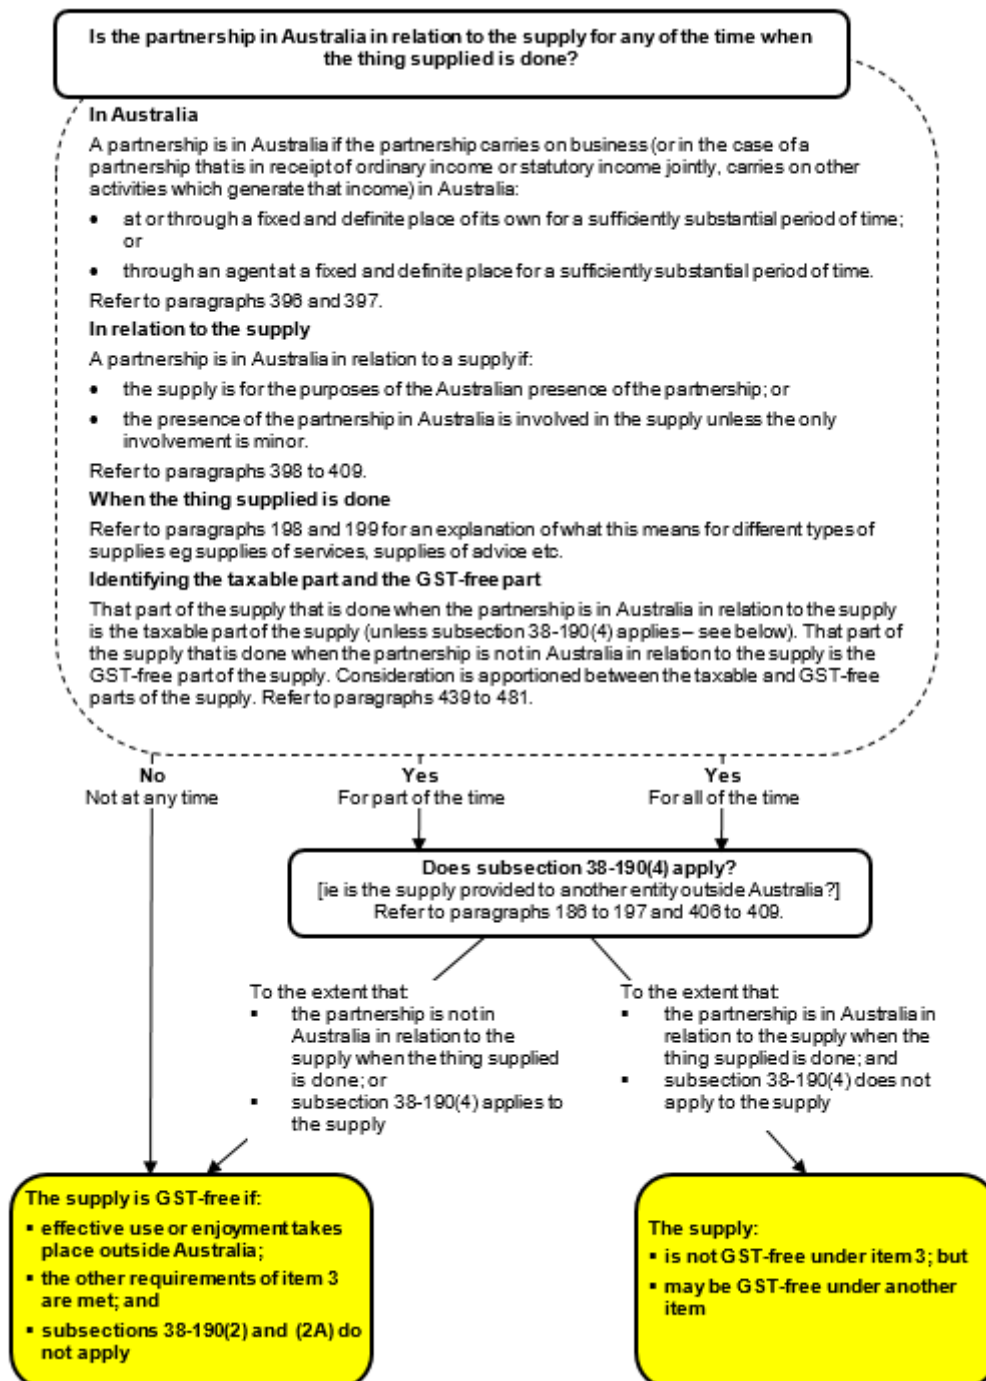 Is the partnership in Australia in relation to the supply for any of the time when
the thing supplied is done?
In Australia
A partnership is in Australia if the partnership carries on business (or in the case of a
partnership that is in receipt of ordinary income or statutory income jointly, carries on other
activities which generate that income) in Australia:
• at or through a fixed and definite place of its own for a sufficiently substantial period of time;
or
• through an agent at a fixed and definite place for a sufficiently substantial period of time.
Refer to paragraphs 396 and 397.
In relation to the supply
A partnership is in Australia in relation to a supply if:
• the supply is for the purposes of the Australian presence of the partnership; or
• the presence of the partnership in Australia is involved in the supply unless the only
involvement is minor.
Refer to paragraphs 398 to 409.
When the thing supplied is done
Refer to paragraphs 198 and 199 for an explanation of what this means for different types of
supplies eg supplies of services, supplies of advice etc.
Identifying the taxable part and the GST-free part
That part of the supply that is done when the partnership is in Australia in relation to the supply
is the taxable part of the supply (unless subsection 38-190(4) applies – see below). That part of
the supply that is done when the partnership is not in Australia in relation to the supply is the
GST-free part of the supply. Consideration is apportioned between the taxable and GST-free
parts of the supply. Refer to paragraphs 439 to 481.
No
Not at any time
Yes
For part of the time
Yes
For all of the time
Does subsection 38-190(4) apply?
[ie is the supply provided to another entity outside Australia?]
Refer to paragraphs 186 to 197 and 406 to 409.
To the extent that:
▪ the partnership is not in
Australia in relation to the
supply when the thing supplied
is done; or
▪ subsection 38-190(4) applies to
the supply
To the extent that:
▪ the partnership is in Australia in
relation to the supply when the
thing supplied is done; and
▪ subsection 38-190(4) does not
apply to the supply
The supply is GST-free if:
▪ effective use or enjoyment takes
place outside Australia;
▪ the other requirements of item 3
are met; and
▪ subsections 38-190(2) and (2A) do
not apply
The supply:
▪ is not GST-free under item 3; but
▪ may be GST-free under another
item